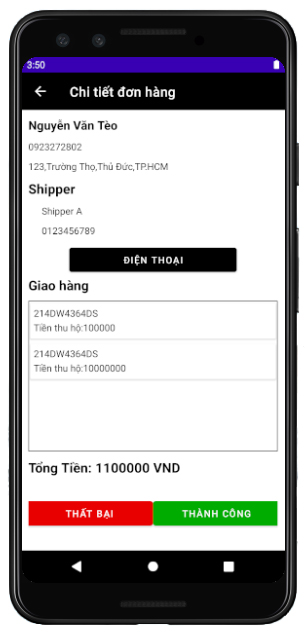 3:50
Chi tiết đơn hàng
Nguyễn Văn Tèo
0923272802
123,Trường Thọ,Thủ Đức,TP.HCM
Shipper
Shipper A
0123456789
ĐIỆN THOẠI
Giao hàng
214DW4364DS
Tiền thu hộ:100000
214DW4364DS
Tiền thu hộ:10000000
Tổng Tiền: 1100000 VND
THẤT BẠI
THÀNH CÔNG